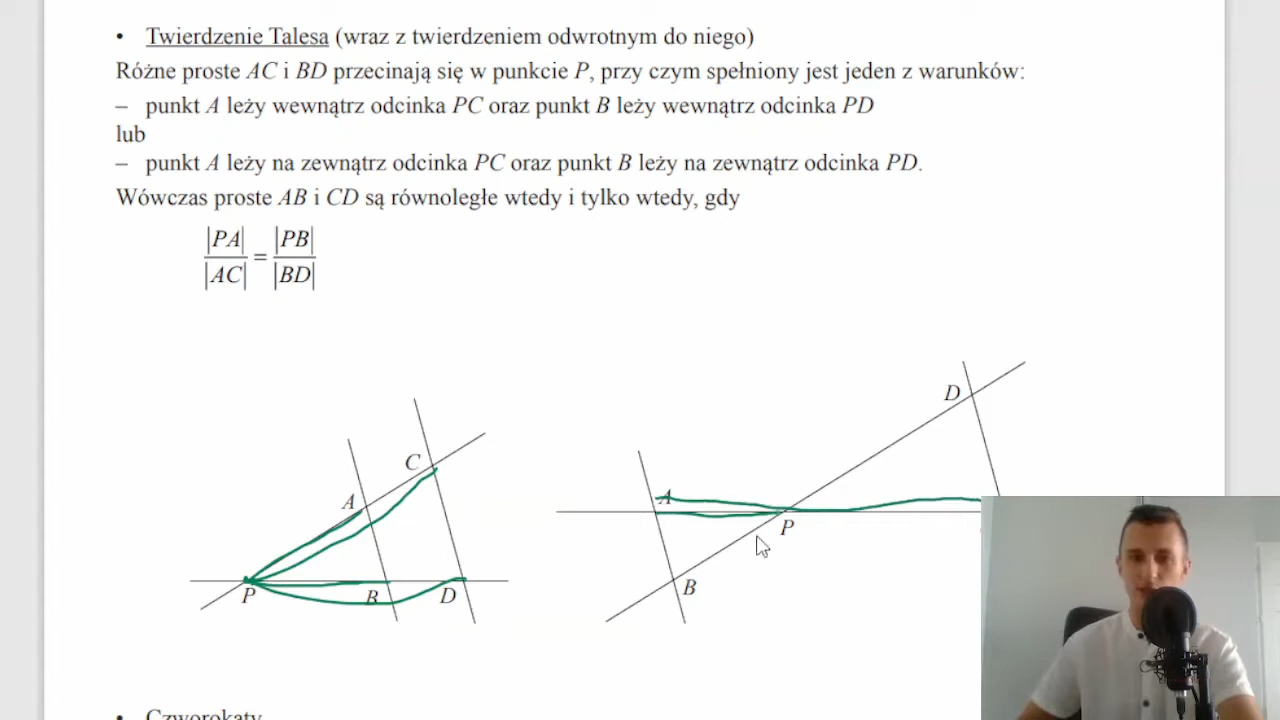 • Twierdzenie Talesa (wraz z twierdzeniem odwrotnym do niego)
Różne proste AC i BD przecinają się w punkcie P, przy czym spełniony jest jeden z warunków:
– punkt A leży wewnątrz odcinka PC oraz punkt B leży wewnątrz odcinka PD
lub
– punkt A leży na zewnątrz odcinka PC oraz punkt B leży na zewnątrz odcinka PD.
Wówczas proste AB i CD są równoległe wtedy i tylko wtedy, gdy
|PA| / |AC| = |PB| / |BD|
D
C
A
A
P
P
B
D
B
• Czworokąty